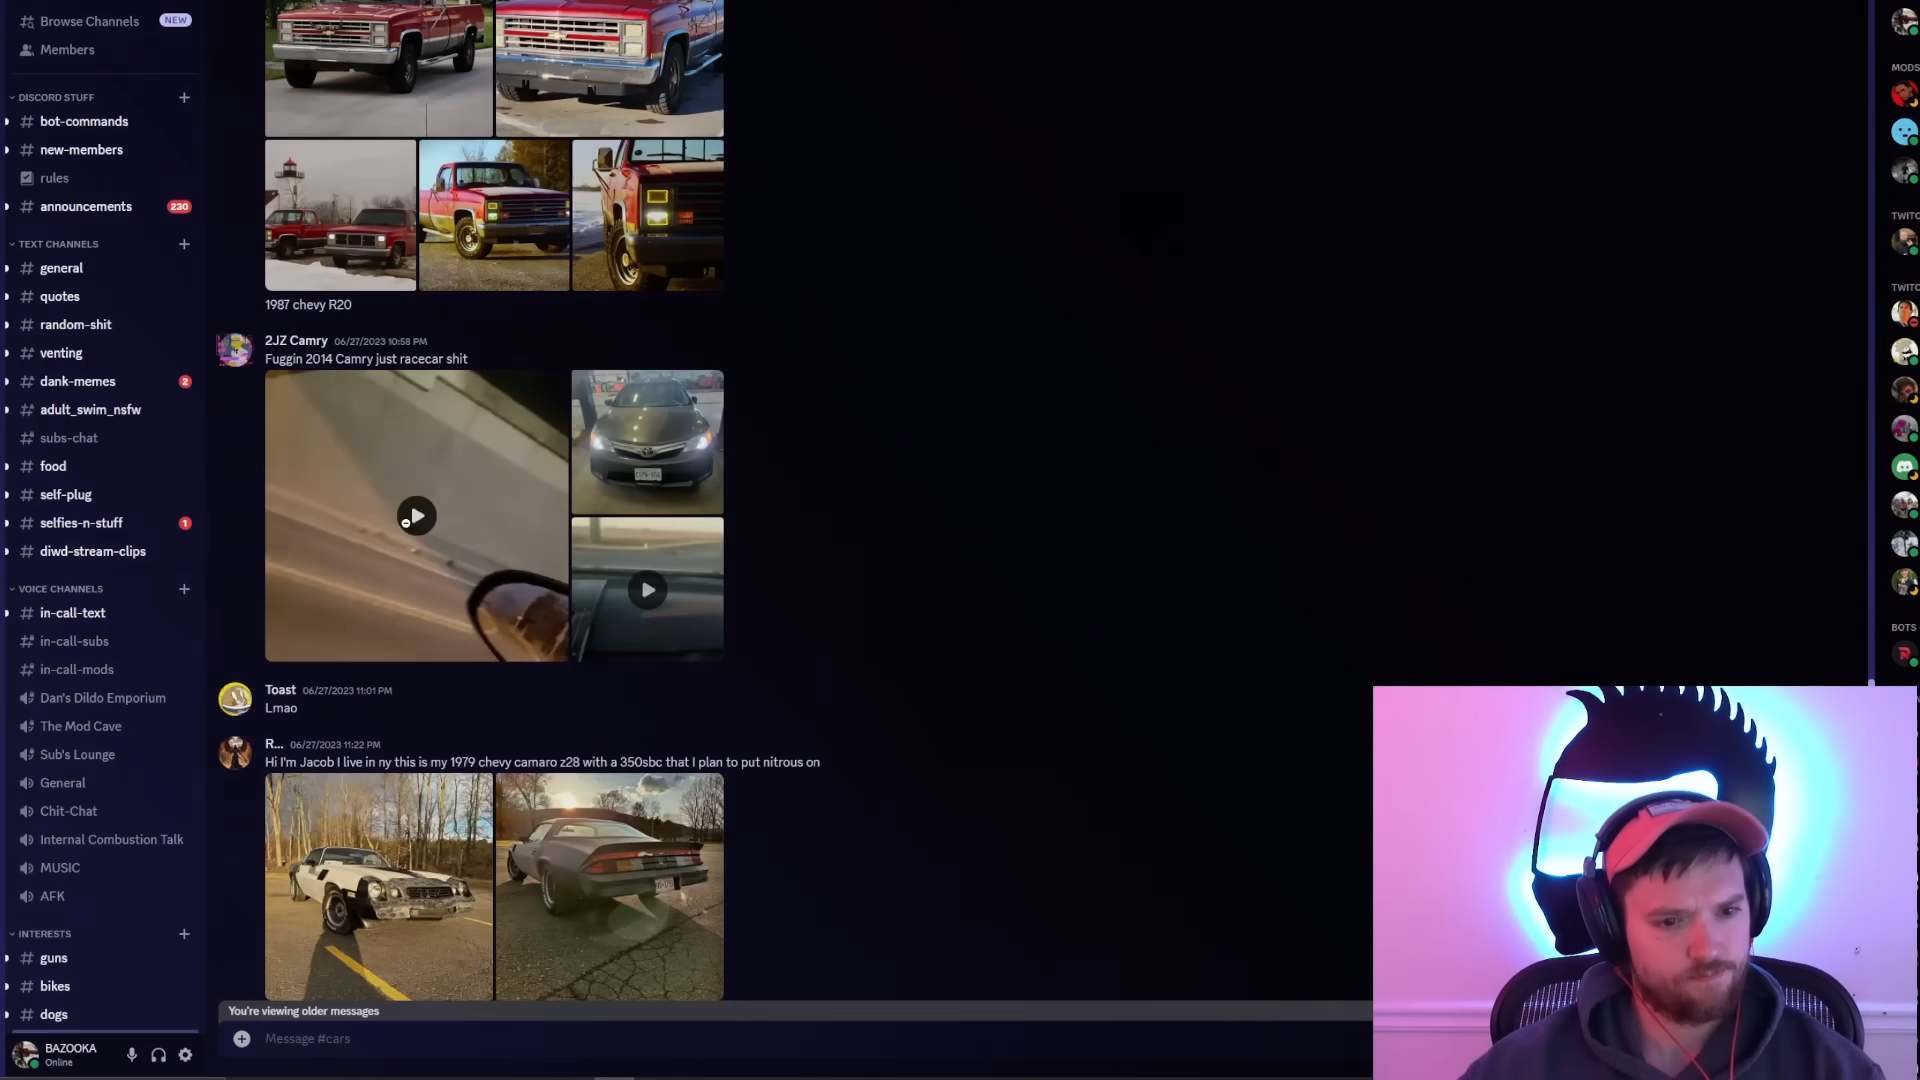 Browse Channels NEW
Members
DISCORD STUFF
bot-commands
new-members
rules
announcements 230
TEXT CHANNELS
general
quotes
random-shit
venting
dank-memes 2
adult_swim_nsfw
subs-chat
food
self-plug
selfies-n-stuff 1
diwd-stream-clips
VOICE CHANNELS
in-call-text
in-call-subs
in-call-mods
Dan's Dildo Emporium
The Mod Cave
Sub's Lounge
General
Chit-Chat
Internal Combustion Talk
MUSIC
AFK
INTERESTS
guns
bikes
dogs
BAZOOKA
Online
1987 chevy R20
2JZ Camry 06/27/2023 10:58 PM
Fuggin 2014 Camry just racecar shit
Toast 06/27/2023 11:01 PM
Lmao
R... 06/27/2023 11:22 PM
Hi I'm Jacob I live in ny this is my 1979 chevy camaro z28 with a 350sbc that I plan to put nitrous on
You're viewing older messages
Message #cars
MODS
TWITC
TWITC
BOTS